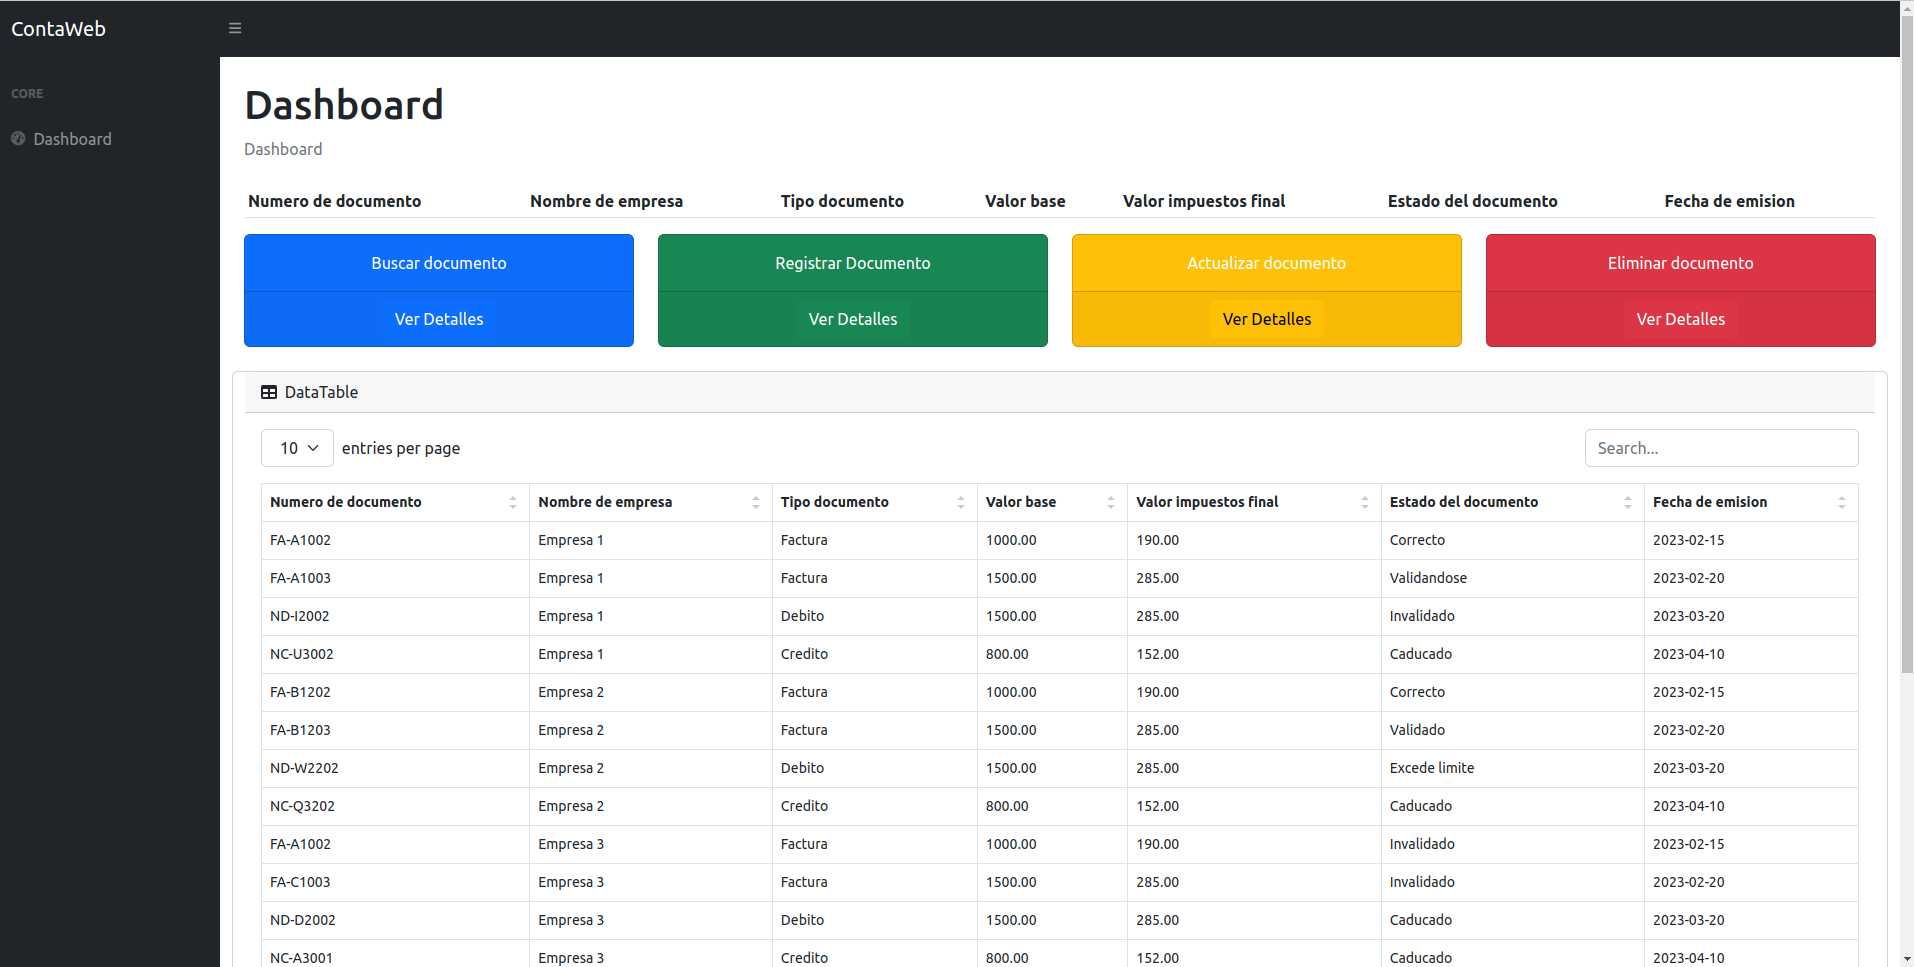 ContaWeb
CORE
Dashboard
Dashboard
Dashboard
Numero de documento Nombre de empresa Tipo documento Valor base Valor impuestos final Estado del documento Fecha de emision
Buscar documento Registrar Documento Actualizar documento Eliminar documento
Ver Detalles Ver Detalles Ver Detalles Ver Detalles
DataTable
10 entries per page Search...
Numero de documento Nombre de empresa Tipo documento Valor base Valor impuestos final Estado del documento Fecha de emision
FA-A1002 Empresa 1 Factura 1000.00 190.00 Correcto 2023-02-15
FA-A1003 Empresa 1 Factura 1500.00 285.00 Validandose 2023-02-20
ND-I2002 Empresa 1 Debito 1500.00 285.00 Invalidado 2023-03-20
NC-U3002 Empresa 1 Credito 800.00 152.00 Caducado 2023-04-10
FA-B1202 Empresa 2 Factura 1000.00 190.00 Correcto 2023-02-15
FA-B1203 Empresa 2 Factura 1500.00 285.00 Validado 2023-02-20
ND-W2202 Empresa 2 Debito 1500.00 285.00 Excede limite 2023-03-20
NC-Q3202 Empresa 2 Credito 800.00 152.00 Caducado 2023-04-10
FA-A1002 Empresa 3 Factura 1000.00 190.00 Invalidado 2023-02-15
FA-C1003 Empresa 3 Factura 1500.00 285.00 Invalidado 2023-02-20
ND-D2002 Empresa 3 Debito 1500.00 285.00 Caducado 2023-03-20
NC-A3001 Empresa 3 Credito 800.00 152.00 Caducado 2023-04-10